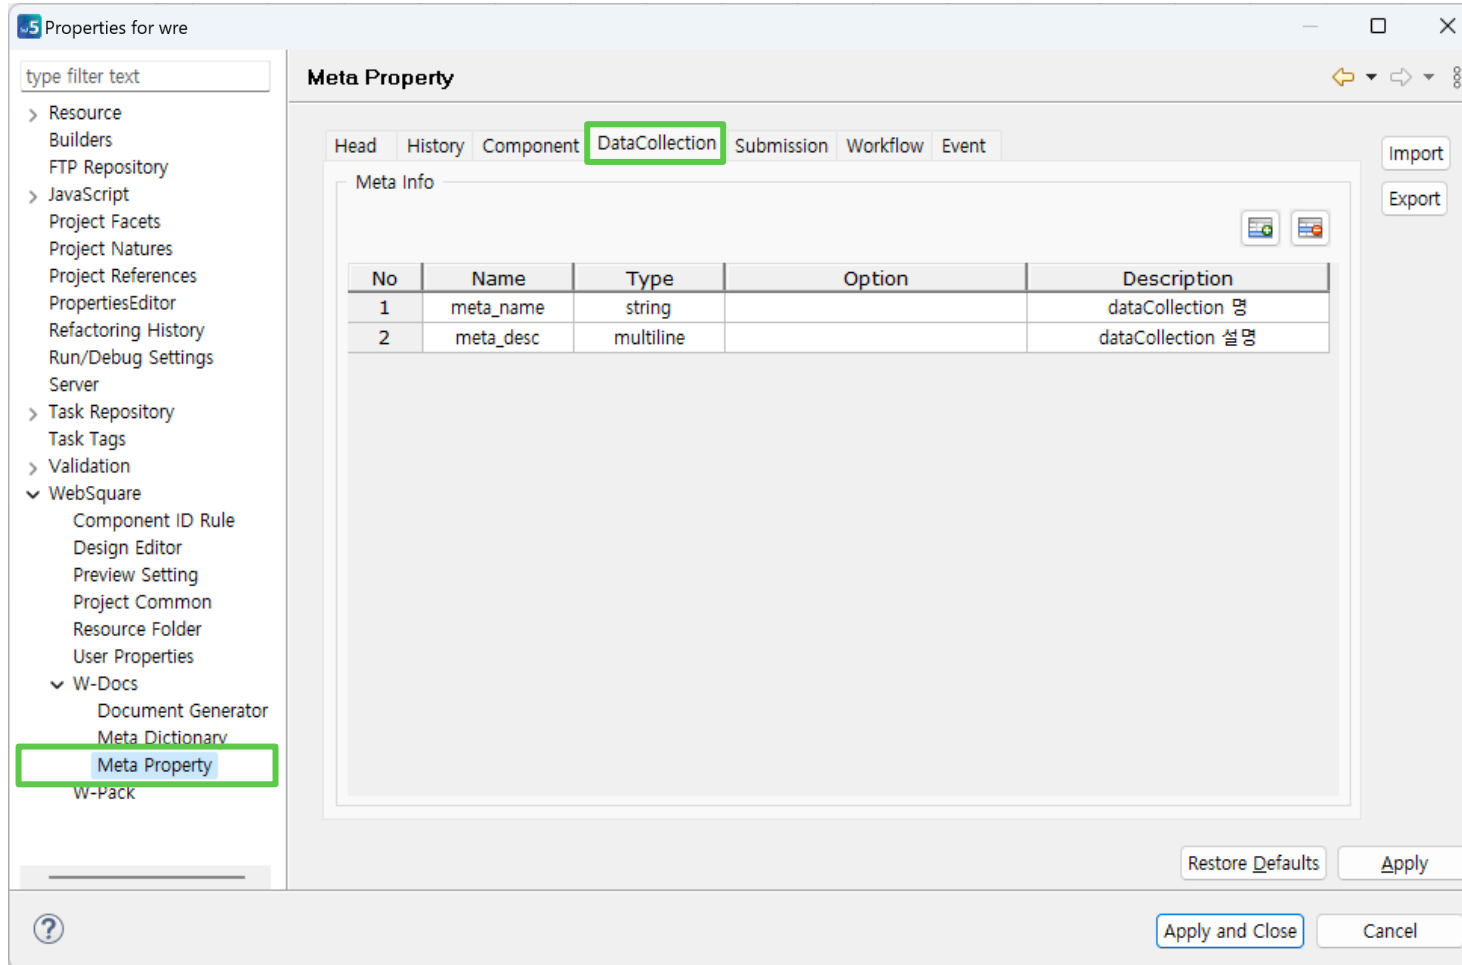 W5 Properties for wre
type filter text
Resource
Builders
FTP Repository
JavaScript
Project Facets
Project Natures
Project References
PropertiesEditor
Refactoring History
Run/Debug Settings
Server
Task Repository
Task Tags
Validation
WebSquare
Component ID Rule
Design Editor
Preview Setting
Project Common
Resource Folder
User Properties
W-Docs
Document Generator
Meta Dictionary
Meta Property
W-Pack
Meta Property
Head History Component DataCollection Submission Workflow Event
Import
Export
Meta Info
No Name Type Option Description
1 meta_name string dataCollection 명
2 meta_desc multiline dataCollection 설명
Restore Defaults Apply
? Apply and Close Cancel